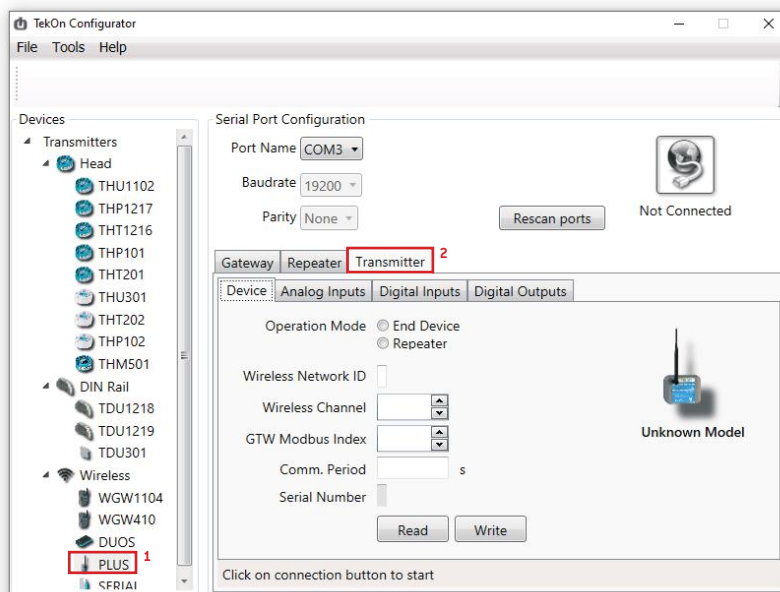 TekOn Configurator
File Tools Help
Devices
Transmitters
Head
THU1102
THP1217
THT1216
THP101
THT201
THU301
THT202
THP102
THM501
DIN Rail
TDU1218
TDU1219
TDU301
Wireless
WGW1104
WGW410
DUOS
PLUS 1
SERIAL
Serial Port Configuration
Port Name COM3
Baudrate 19200
Parity None
Rescan ports
Not Connected
Gateway Repeater Transmitter 2
Device Analog Inputs Digital Inputs Digital Outputs
Operation Mode End Device
Repeater
Wireless Network ID
Wireless Channel
GTW Modbus Index
Comm. Period s
Serial Number
Read Write
Unknown Model
Click on connection button to start